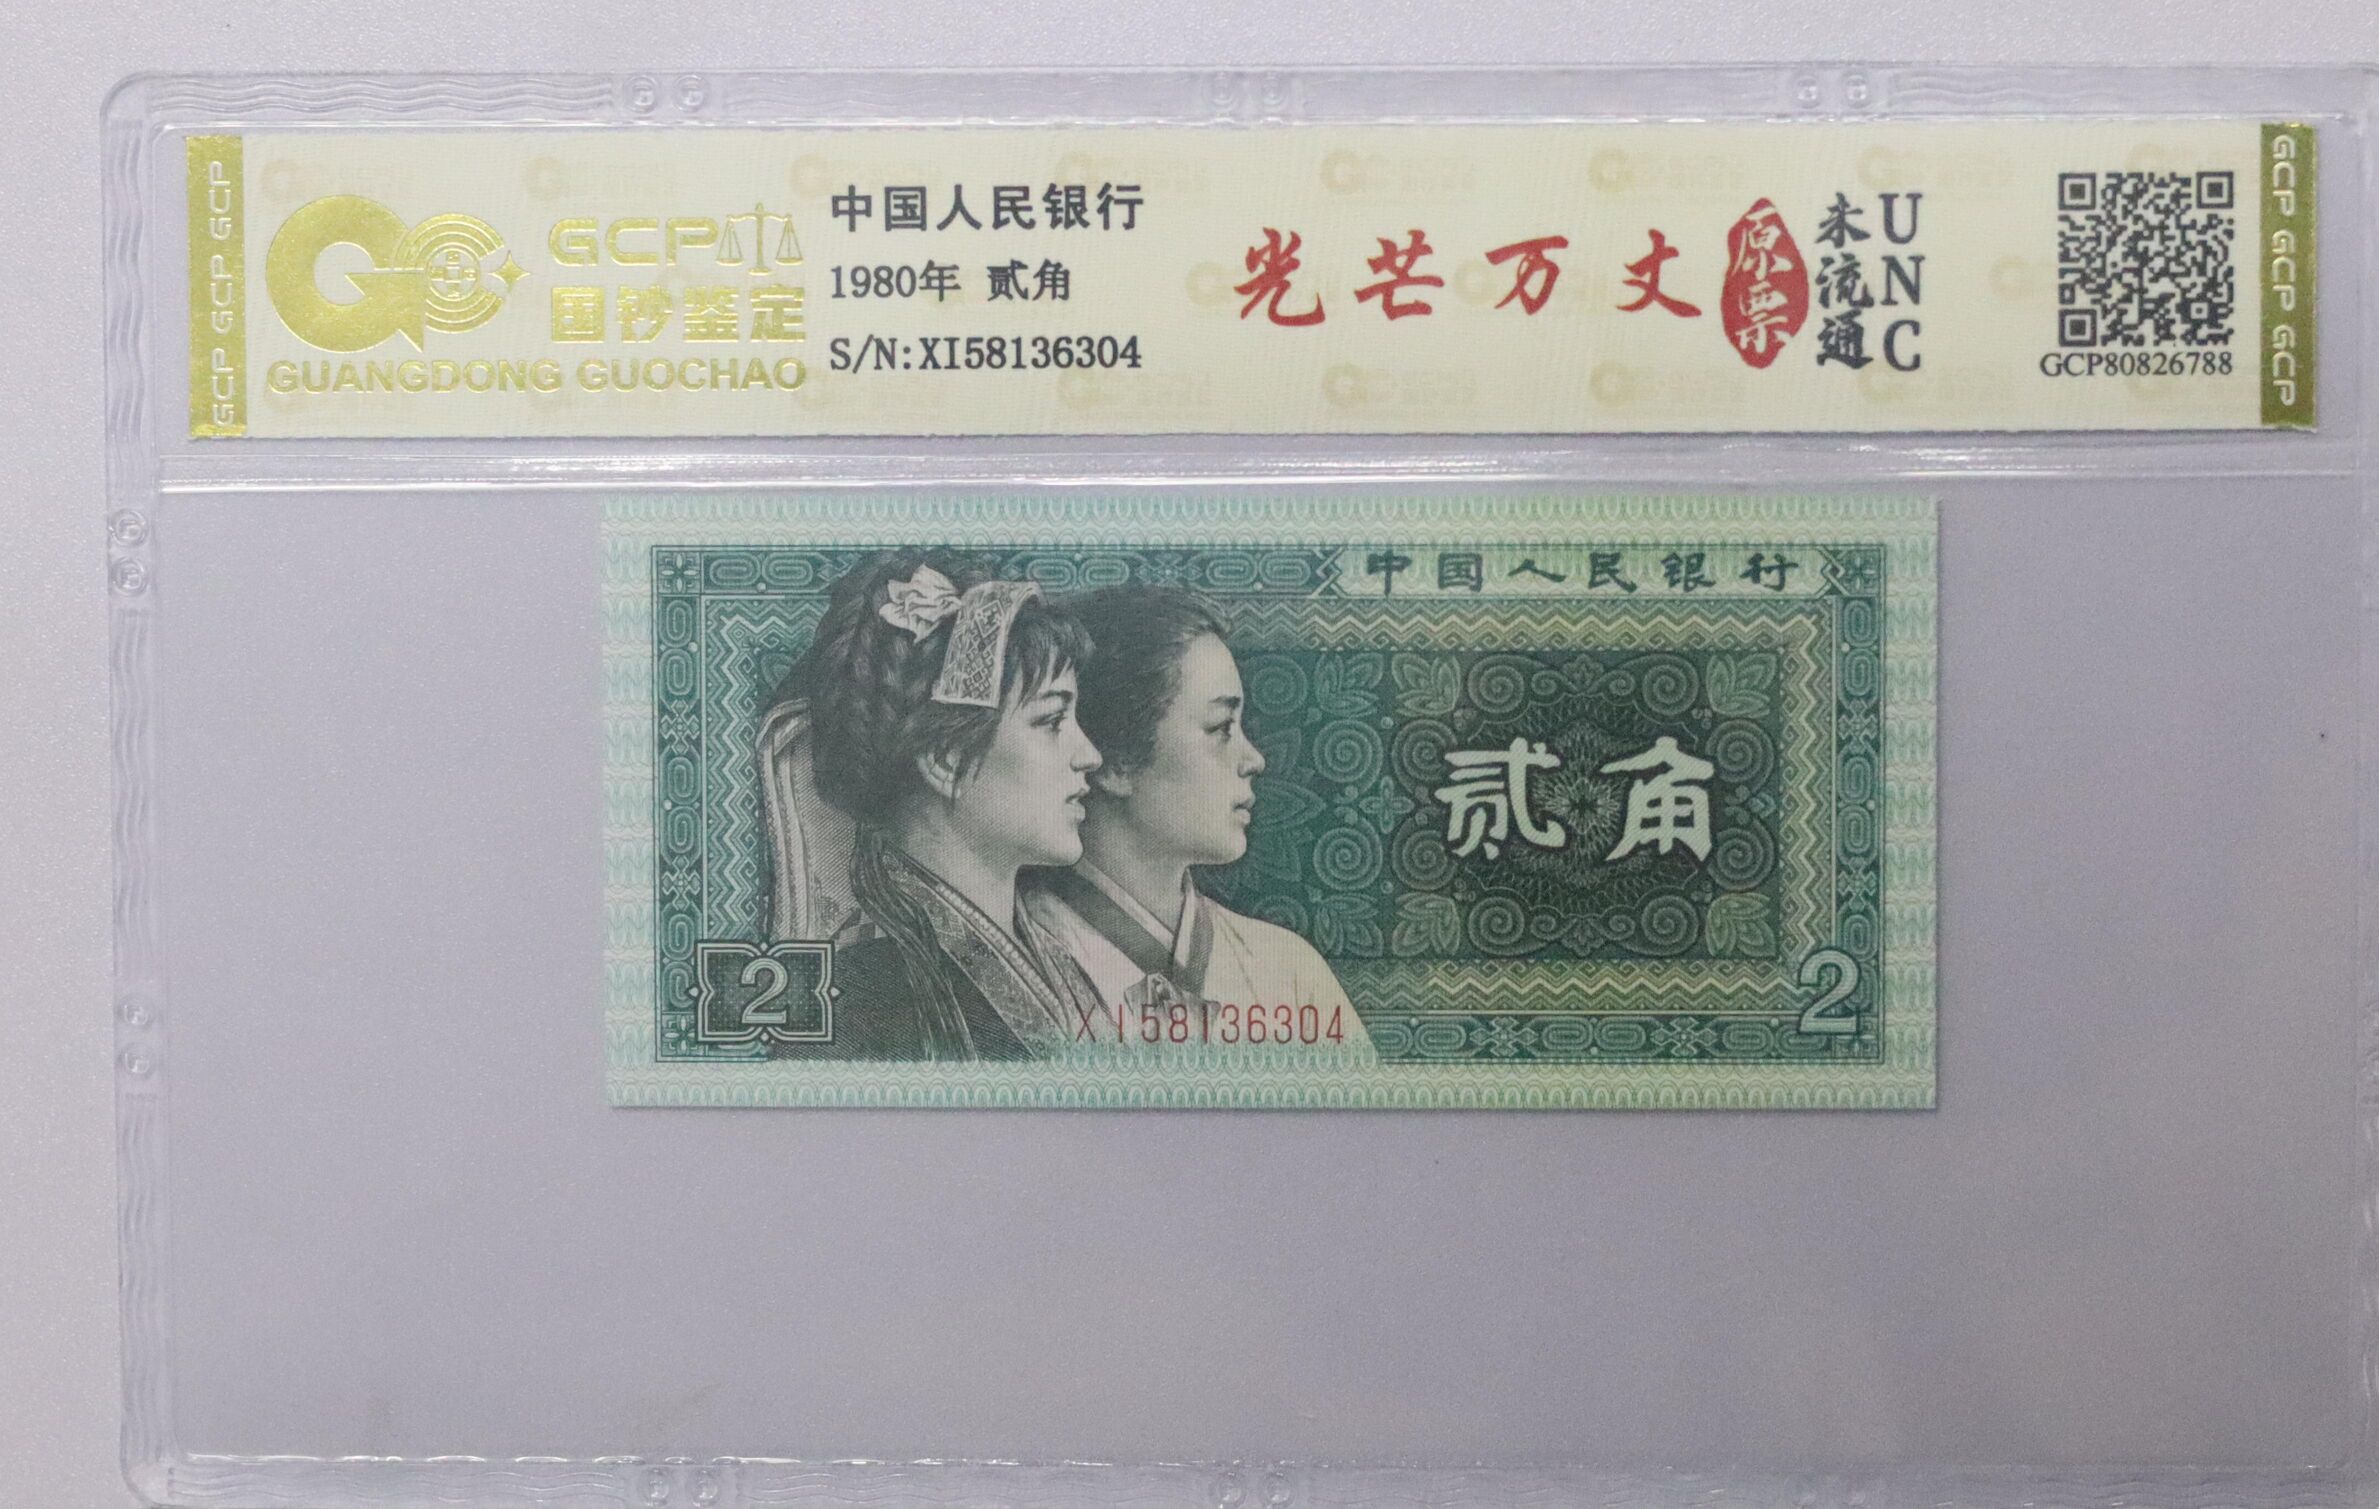 GCP GCP GCP
GCP
国钞鉴定
GUANGDONG GUOCHAO
中国人民银行
1980年 贰角
S/N:XI58136304
光芒万丈
原票
未流通
UNC
GCP80826788
GCP GCP GCP
中国人民银行
贰角
2
XI58136304
2